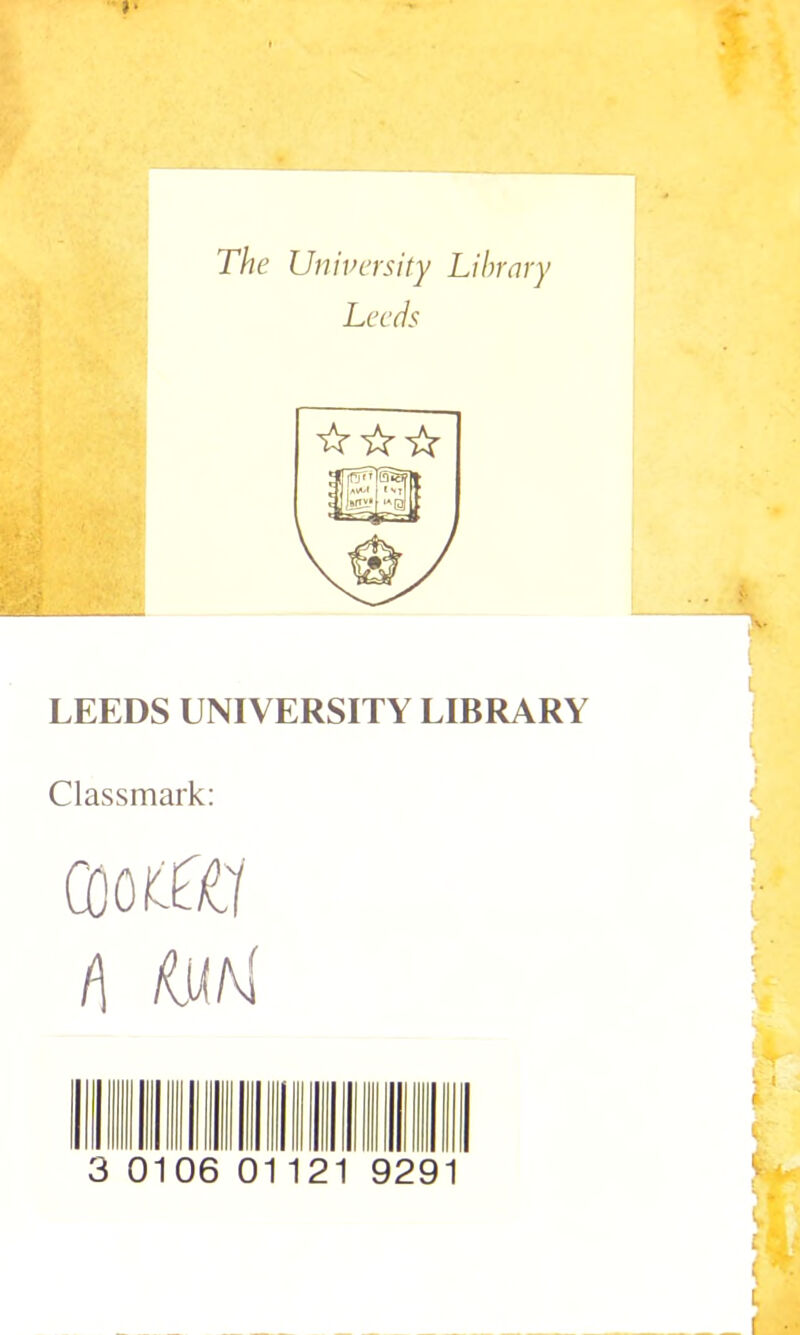 The University Library
Leeds
LEEDS UNIVERSITY LIBRARY
Classmark:
COOKERY
A RUN
3 0106 01121 9291